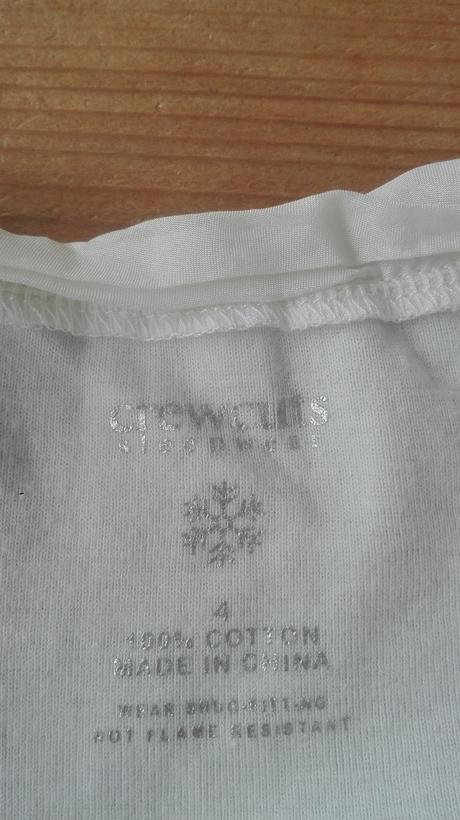 crewcuts
sleepwear
4
100% COTTON
MADE IN CHINA
WEAR SNUG-FITTING
NOT FLAME RESISTANT